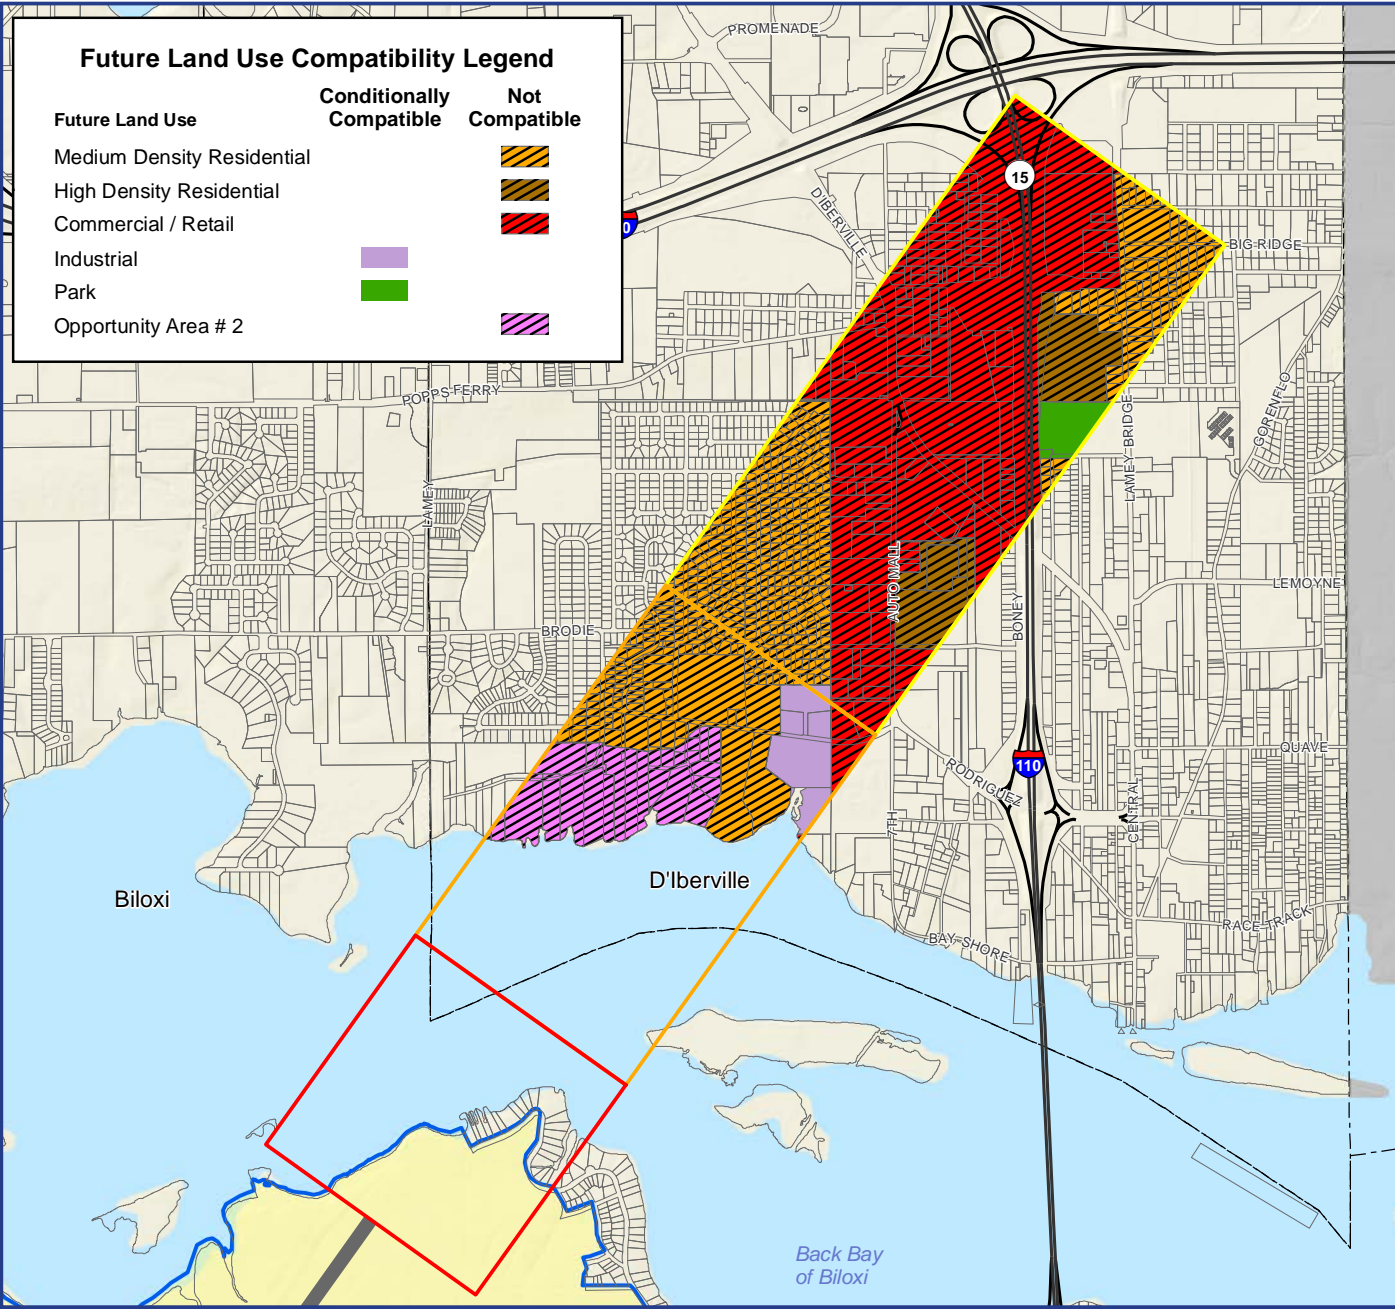 Future Land Use Compatibility Legend
Future Land Use
Conditionally
Compatible
Not
Compatible
Medium Density Residential
High Density Residential
Commercial / Retail
Industrial
Park
Opportunity Area # 2
PROMENADE
15
0
D'IBERVILLE
BIG RIDGE
POPPS FERRY
GORENFLO
LAMEY BRIDGE
LAMEY
AUTO MALL
LEMOYNE
BONEY
BRODIE
QUAVE
110
RODRIGUEZ
CENTRAL
7TH
D'Iberville
Biloxi
RACE TRACK
BAY SHORE
Back Bay
of Biloxi